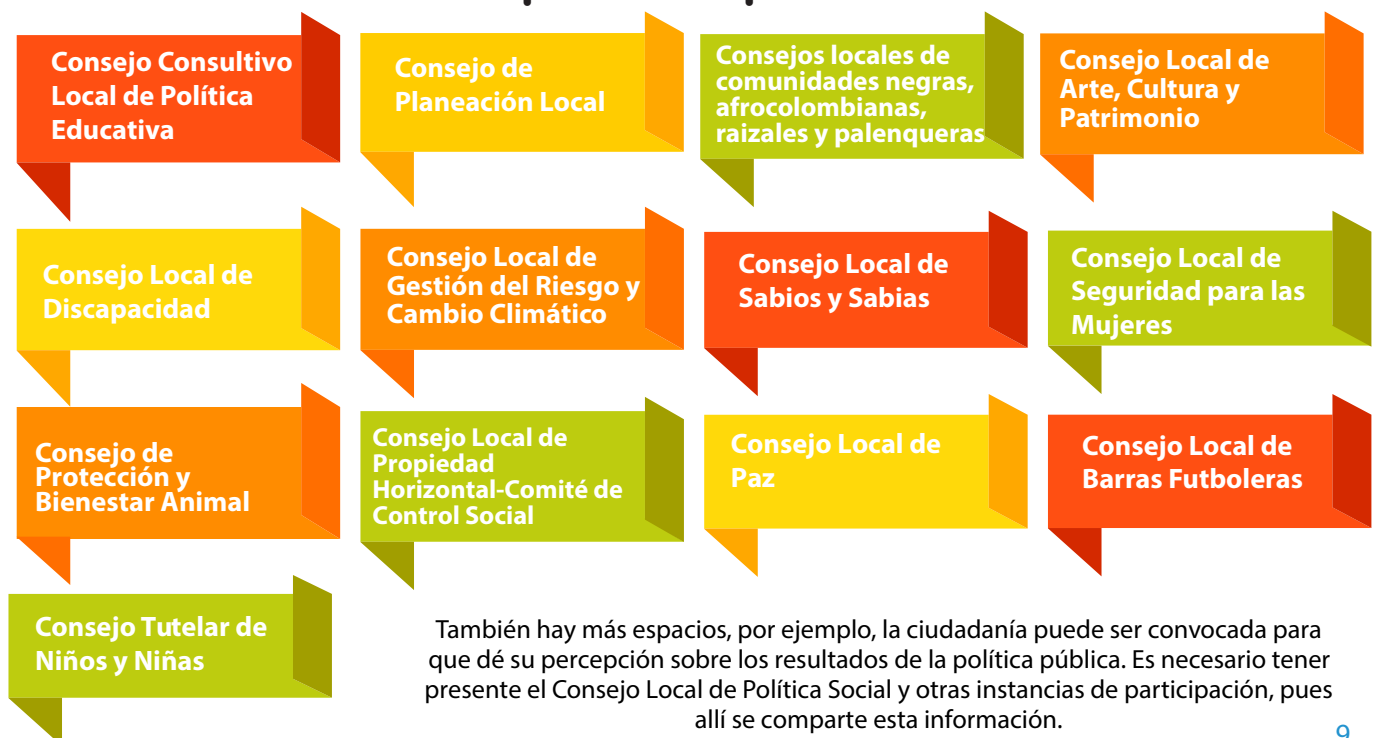 Consejo Consultivo
Local de Política
Educativa
Consejo de
Planeación Local
Consejos locales de
comunidades negras,
afrocolombianas,
raizales y palenqueras
Consejo Local de
Arte, Cultura y
Patrimonio
Consejo Local de
Discapacidad
Consejo Local de
Gestión del Riesgo y
Cambio Climático
Consejo Local de
Sabios y Sabias
Consejo Local de
Seguridad para las
Mujeres
Consejo de
Protección y
Bienestar Animal
Consejo Local de
Propiedad
Horizontal-Comité de
Control Social
Consejo Local de
Paz
Consejo Local de
Barras Futboleras
Consejo Tutelar de
Niños y Niñas
También hay más espacios, por ejemplo, la ciudadanía puede ser convocada para
que dé su percepción sobre los resultados de la política pública. Es necesario tener
presente el Consejo Local de Política Social y otras instancias de participación, pues
allí se comparte esta información.
9